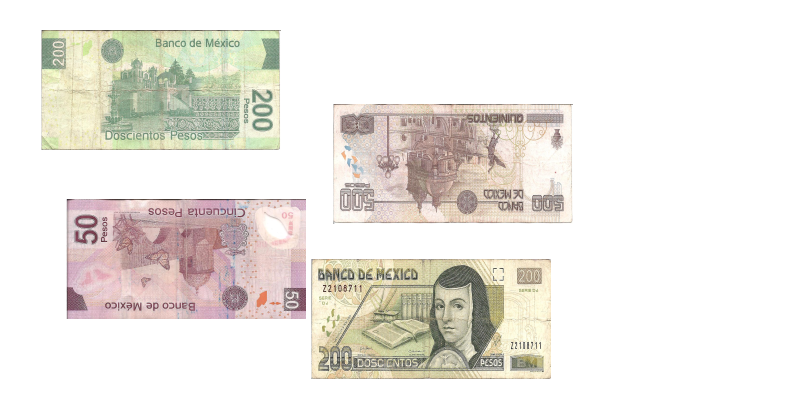 200
Banco de México
200
Pesos
Doscientos Pesos
QUINIENTOS
BANCO
DE MEXICO
500
500
PESOS
50
Pesos
Cincuenta Pesos
50
Banco de México
50
BANCO DE MEXICO
200
Z2108711
Z2108711
200
DOSCIENTOS
PESOS
BM